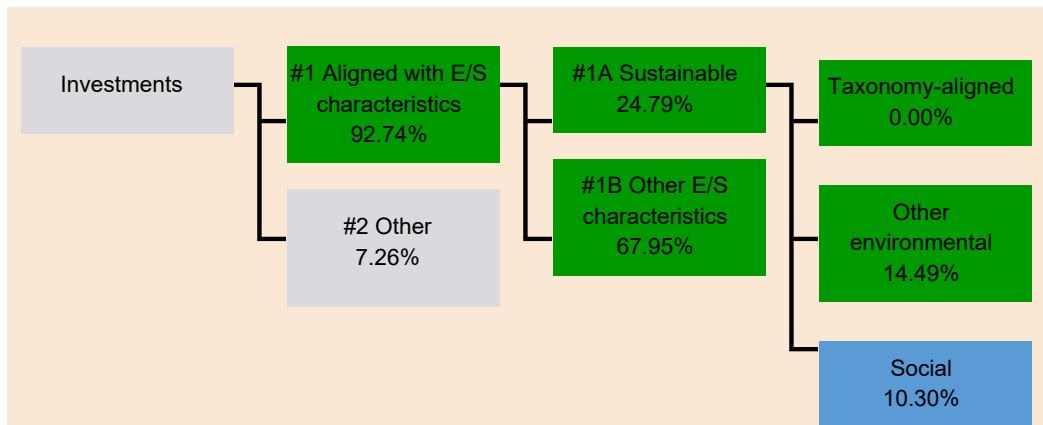 Investments
#1 Aligned with E/S
characteristics
92.74%
#2 Other
7.26%
#1A Sustainable
24.79%
#1B Other E/S
characteristics
67.95%
Taxonomy-aligned
0.00%
Other
environmental
14.49%
Social
10.30%